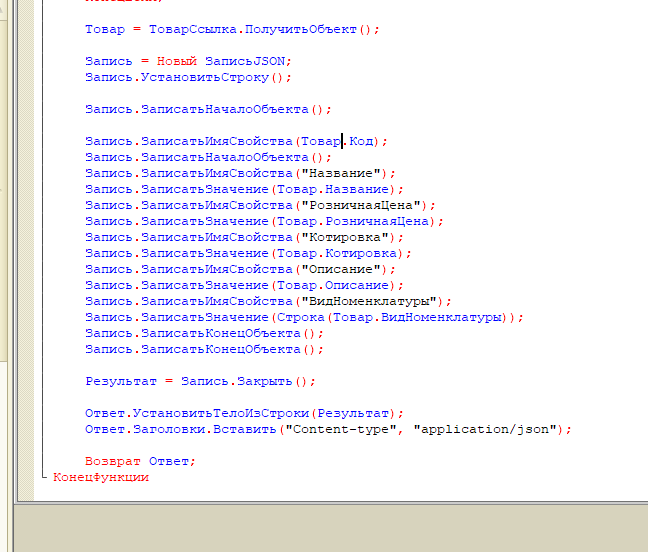 Товар = ТоварСсылка.ПолучитьОбъект();
Запись = Новый ЗаписьJSON;
Запись.УстановитьСтроку();
Запись.ЗаписатьНачалоОбъекта();
Запись.ЗаписатьИмяСвойства(Товар.Код);
Запись.ЗаписатьНачалоОбъекта();
Запись.ЗаписатьИмяСвойства("Название");
Запись.ЗаписатьЗначение(Товар.Название);
Запись.ЗаписатьИмяСвойства("РозничнаяЦена");
Запись.ЗаписатьЗначение(Товар.РозничнаяЦена);
Запись.ЗаписатьИмяСвойства("Котировка");
Запись.ЗаписатьЗначение(Товар.Котировка);
Запись.ЗаписатьИмяСвойства("Описание");
Запись.ЗаписатьЗначение(Товар.Описание);
Запись.ЗаписатьИмяСвойства("ВидНоменклатуры");
Запись.ЗаписатьЗначение(Строка(Товар.ВидНоменклатуры));
Запись.ЗаписатьКонецОбъекта();
Запись.ЗаписатьКонецОбъекта();
Результат = Запись.Закрыть();
Ответ.УстановитьТелоИзСтроки(Результат);
Ответ.Заголовки.Вставить("Content-type", "application/json");
Возврат Ответ;
КонецФункции